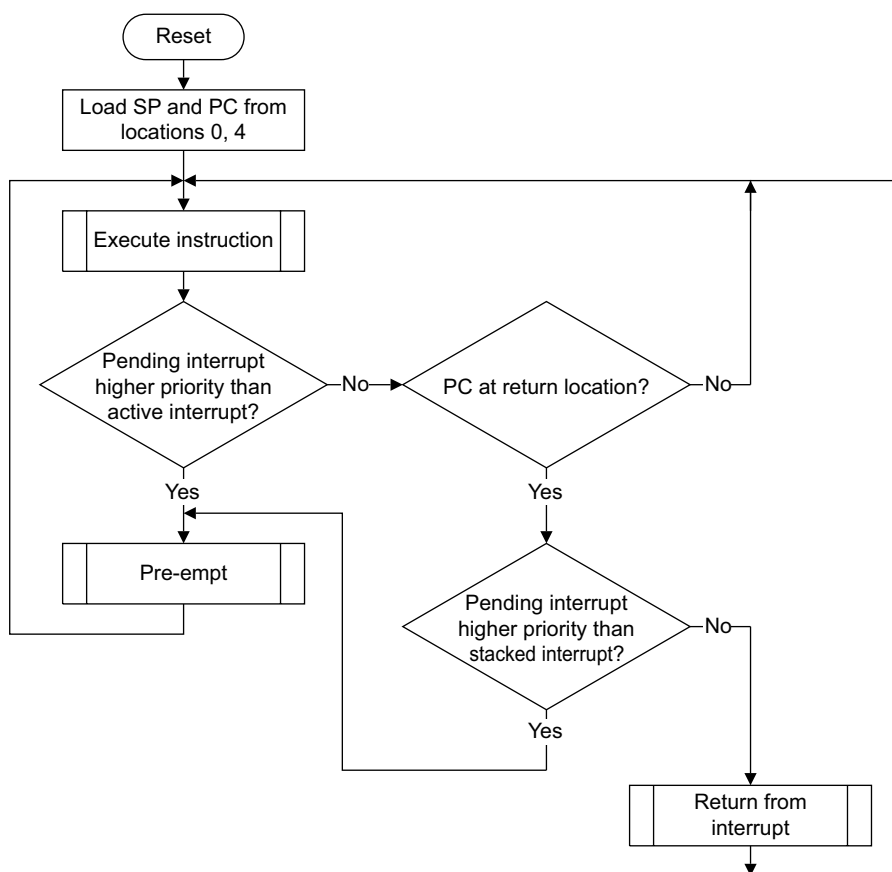 Reset
Load SP and PC from
locations 0, 4
Execute instruction
Pending interrupt
higher priority than
active interrupt?
No
PC at return location?
No
Yes
Yes
Pre-empt
Pending interrupt
higher priority than
stacked interrupt?
No
Yes
Return from
interrupt